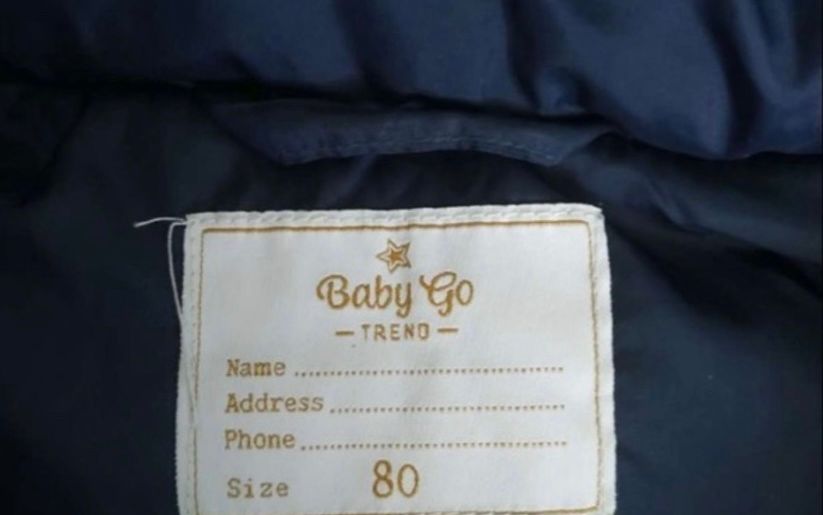 Baby Go
— TREND —
Name ........................................
Address ...................................
Phone .......................................
Size 80